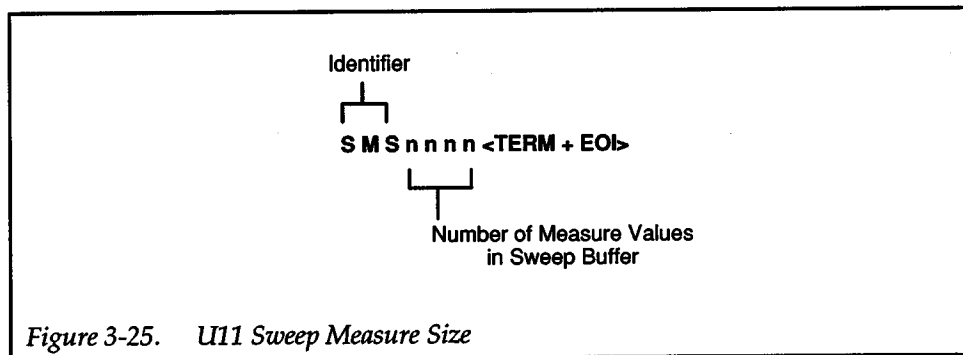 Identifier
S M S n n n n <TERM + EOI>
Number of Measure Values
in Sweep Buffer
Figure 3-25. U11 Sweep Measure Size